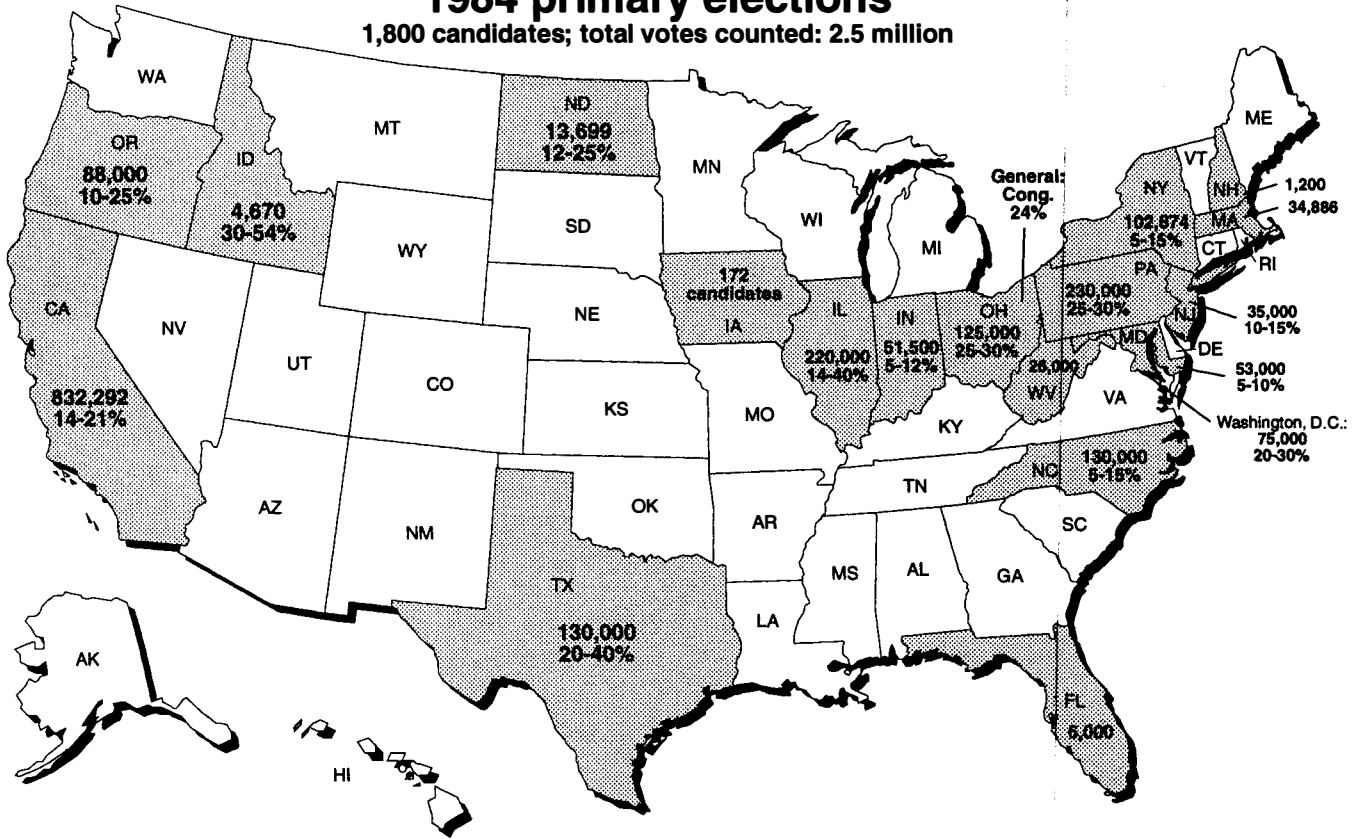 1984 primary elections
1,800 candidates; total votes counted: 2.5 million
WA
OR
88,000
10-25%
ID
4,670
30-54%
MT
ND
13,699
12-25%
MN
SD
WY
WI
MI
General:
Cong.
24%
ME
VT
NY
102,874
5-15%
NH
1,200
MA
34,886
CT
RI
CA
832,292
14-21%
NV
UT
CO
NE
KS
172
candidates
IA
IL
220,000
14-40%
IN
51,500
5-12%
OH
125,000
25-30%
PA
230,000
25-30%
NJ
35,000
10-15%
MD
DE
53,000
5-10%
26,000
WV
VA
Washington, D.C.:
75,000
20-30%
MO
KY
NC
130,000
5-15%
TN
AZ
NM
OK
AR
SC
TX
130,000
20-40%
LA
MS
AL
GA
FL
6,000
AK
HI